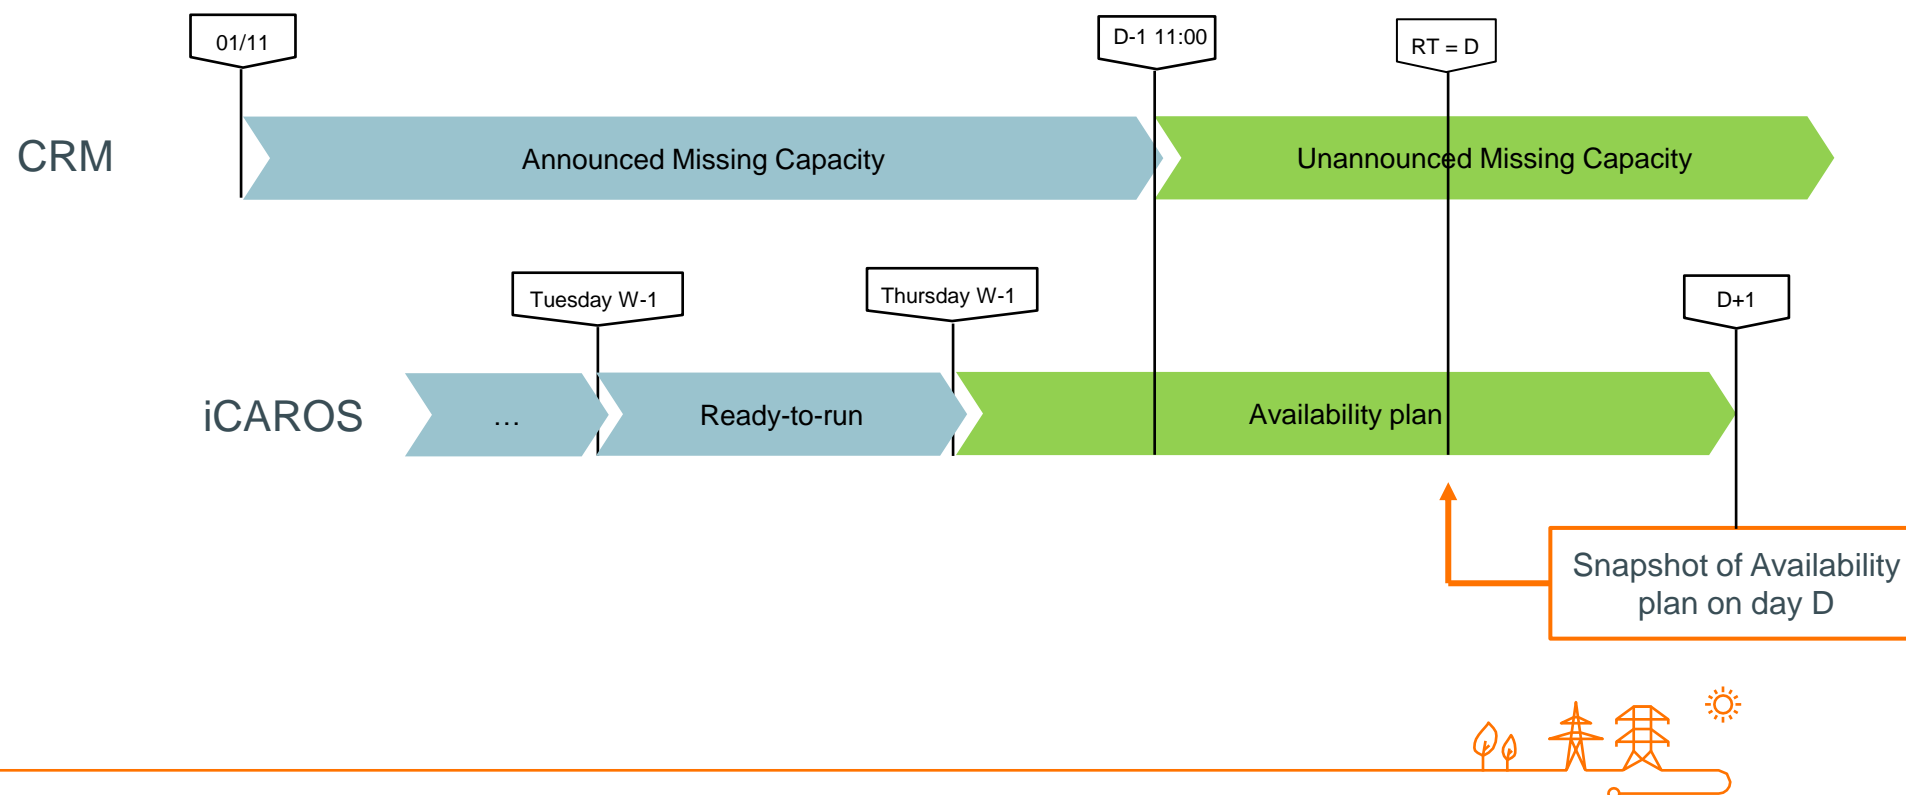 01/11
D-1 11:00
RT = D
CRM
Announced Missing Capacity
Unannounced Missing Capacity
Tuesday W-1
Thursday W-1
D+1
iCAROS
…
Ready-to-run
Availability plan
Snapshot of Availability
plan on day D